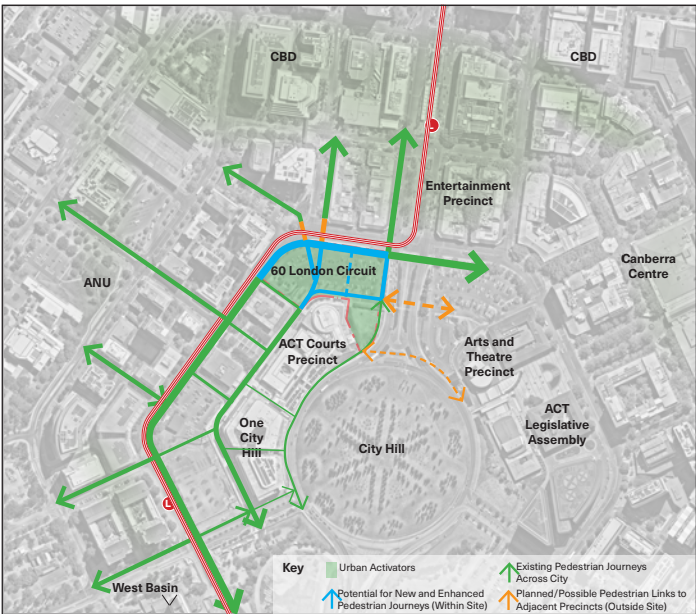 CBD
CBD
L
Entertainment
Precinct
Canberra
Centre
60 London Circuit
ANU
ACT Courts
Precinct
Arts and
Theatre
Precinct
ACT
Legislative
Assembly
One
City
Hill
City Hill
L
West Basin
Key
Urban Activators
Existing Pedestrian Journeys
Across City
Potential for New and Enhanced
Pedestrian Journeys (Within Site)
Planned/Possible Pedestrian Links to
Adjacent Precincts (Outside Site)